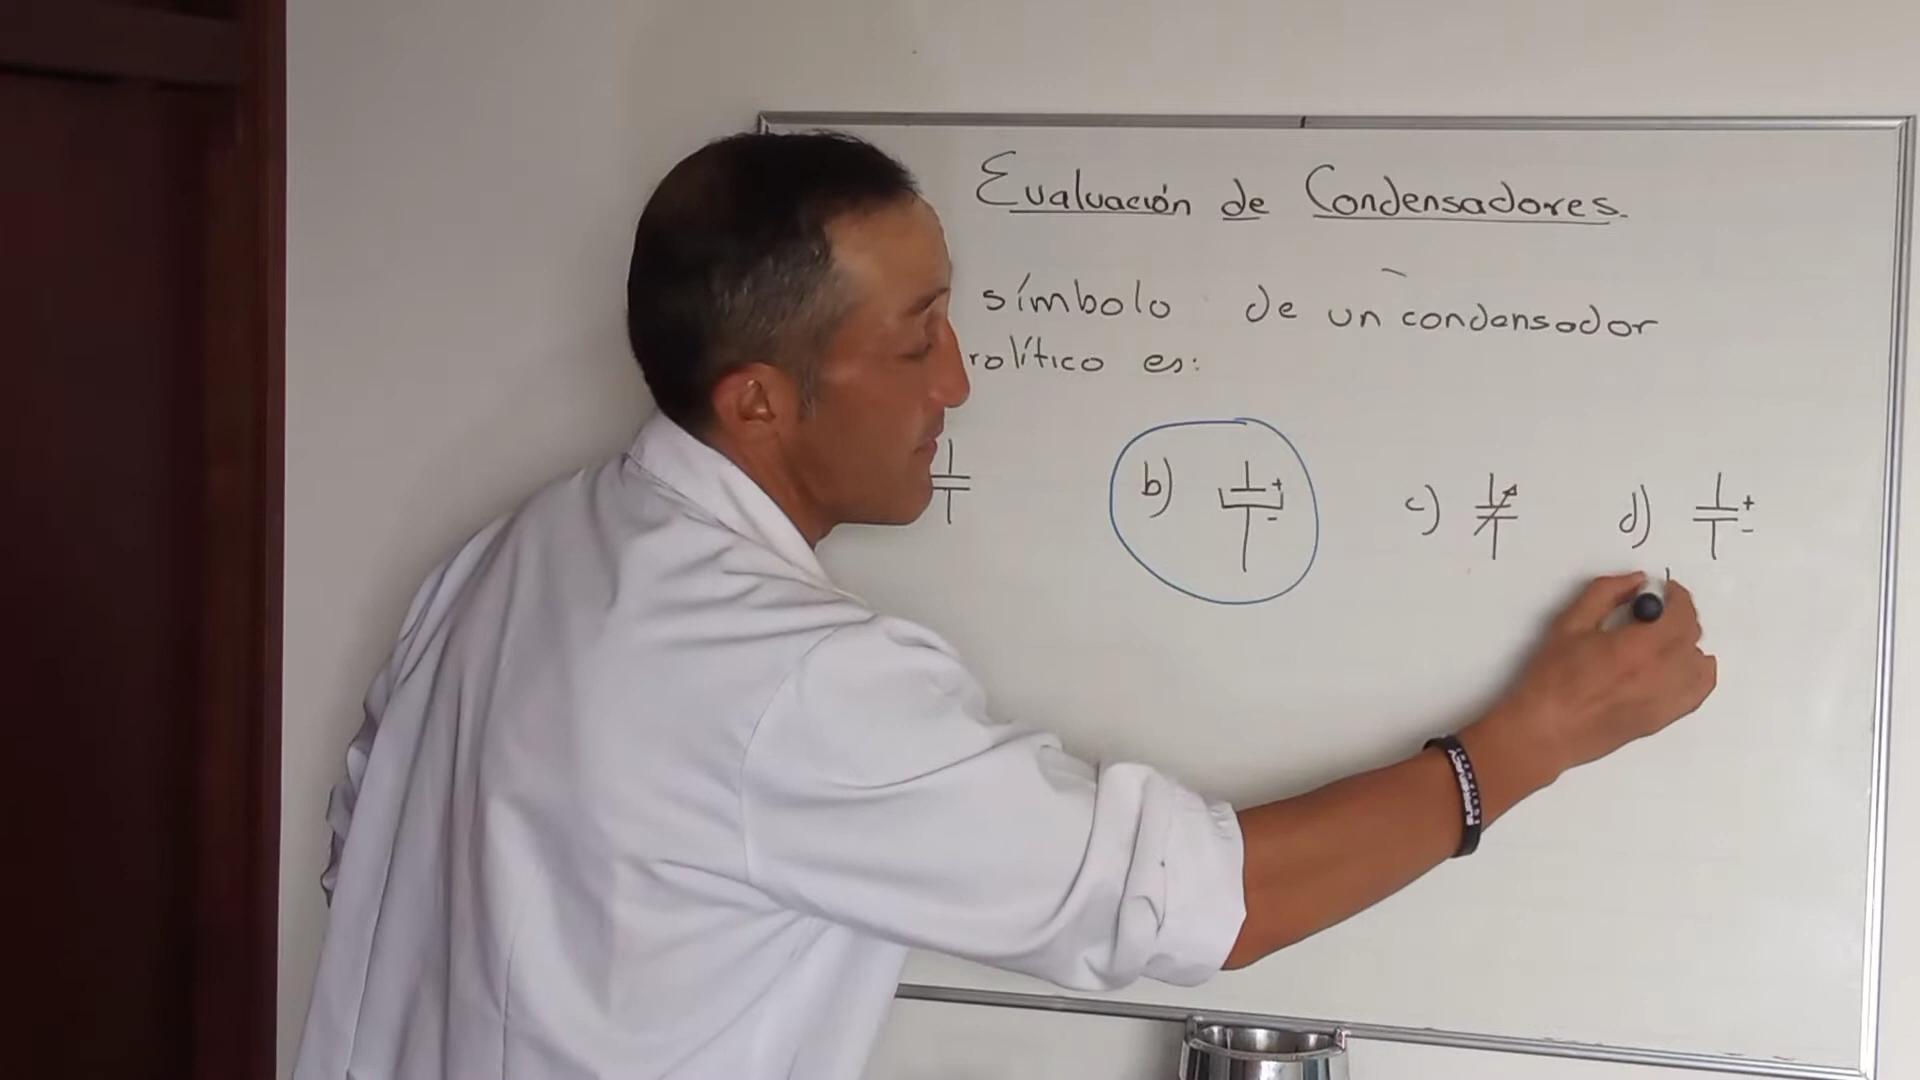 Evaluación de Condensadores.
símbolo de un condensador
rolítico es:
b) + - c) d) + -